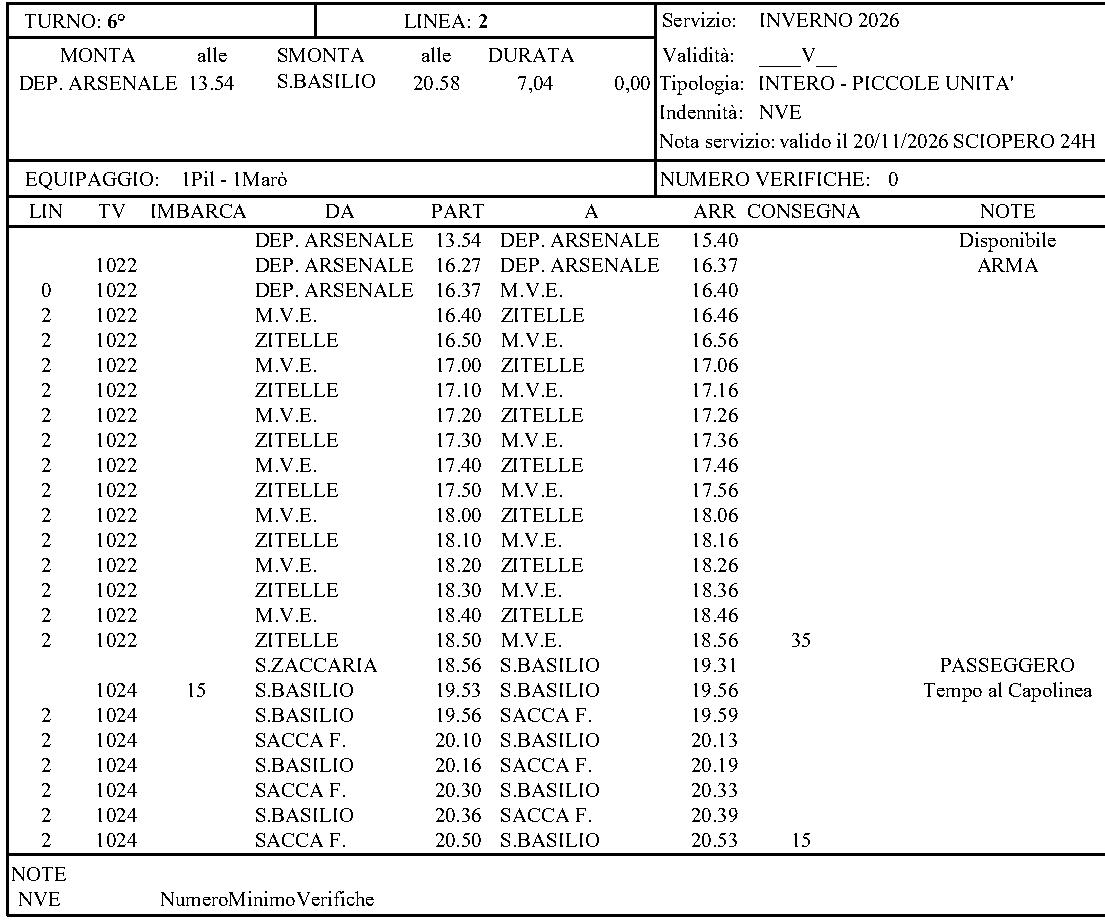 TURNO: 6° LINEA: 2 Servizio: INVERNO 2026
MONTA alle SMONTA alle DURATA Validità: ____V__
DEP. ARSENALE 13.54 S.BASILIO 20.58 7,04 0,00 Tipologia: INTERO - PICCOLE UNITA'
Indennità: NVE
Nota servizio: valido il 20/11/2026 SCIOPERO 24H
EQUIPAGGIO: 1Pil - 1Marò NUMERO VERIFICHE: 0
LIN TV IMBARCA DA PART A ARR CONSEGNA NOTE
DEP. ARSENALE 13.54 DEP. ARSENALE 15.40 Disponibile
1022 DEP. ARSENALE 16.27 DEP. ARSENALE 16.37 ARMA
0 1022 DEP. ARSENALE 16.37 M.V.E. 16.40
2 1022 M.V.E. 16.40 ZITELLE 16.46
2 1022 ZITELLE 16.50 M.V.E. 16.56
2 1022 M.V.E. 17.00 ZITELLE 17.06
2 1022 ZITELLE 17.10 M.V.E. 17.16
2 1022 M.V.E. 17.20 ZITELLE 17.26
2 1022 ZITELLE 17.30 M.V.E. 17.36
2 1022 M.V.E. 17.40 ZITELLE 17.46
2 1022 ZITELLE 17.50 M.V.E. 17.56
2 1022 M.V.E. 18.00 ZITELLE 18.06
2 1022 ZITELLE 18.10 M.V.E. 18.16
2 1022 M.V.E. 18.20 ZITELLE 18.26
2 1022 ZITELLE 18.30 M.V.E. 18.36
2 1022 M.V.E. 18.40 ZITELLE 18.46
2 1022 ZITELLE 18.50 M.V.E. 18.56 35
S.ZACCARIA 18.56 S.BASILIO 19.31 PASSEGGERO
1024 15 S.BASILIO 19.53 S.BASILIO 19.56 Tempo al Capolinea
2 1024 S.BASILIO 19.56 SACCA F. 19.59
2 1024 SACCA F. 20.10 S.BASILIO 20.13
2 1024 S.BASILIO 20.16 SACCA F. 20.19
2 1024 SACCA F. 20.30 S.BASILIO 20.33
2 1024 S.BASILIO 20.36 SACCA F. 20.39
2 1024 SACCA F. 20.50 S.BASILIO 20.53 15
NOTE
NVE NumeroMinimoVerifiche